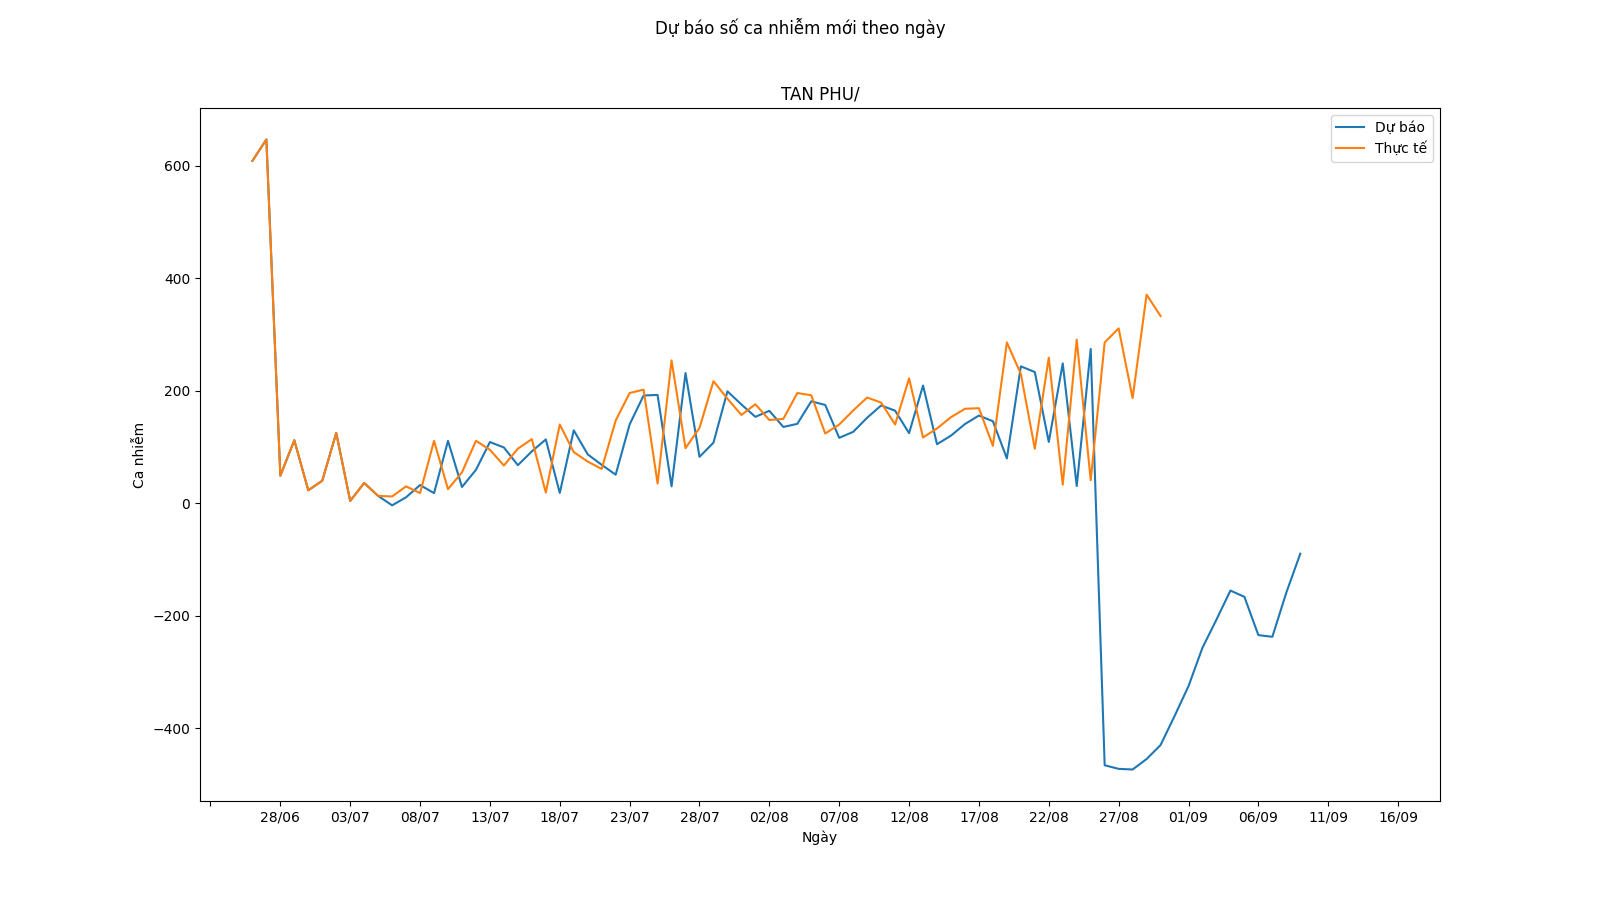 Dự báo số ca nhiễm mới theo ngày
TAN PHU/
Dự báo
Thực tế
600
400
200
0
−200
−400
Ca nhiễm
28/06 03/07 08/07 13/07 18/07 23/07 28/07 02/08 07/08 12/08 17/08 22/08 27/08 01/09 06/09 11/09 16/09
Ngày